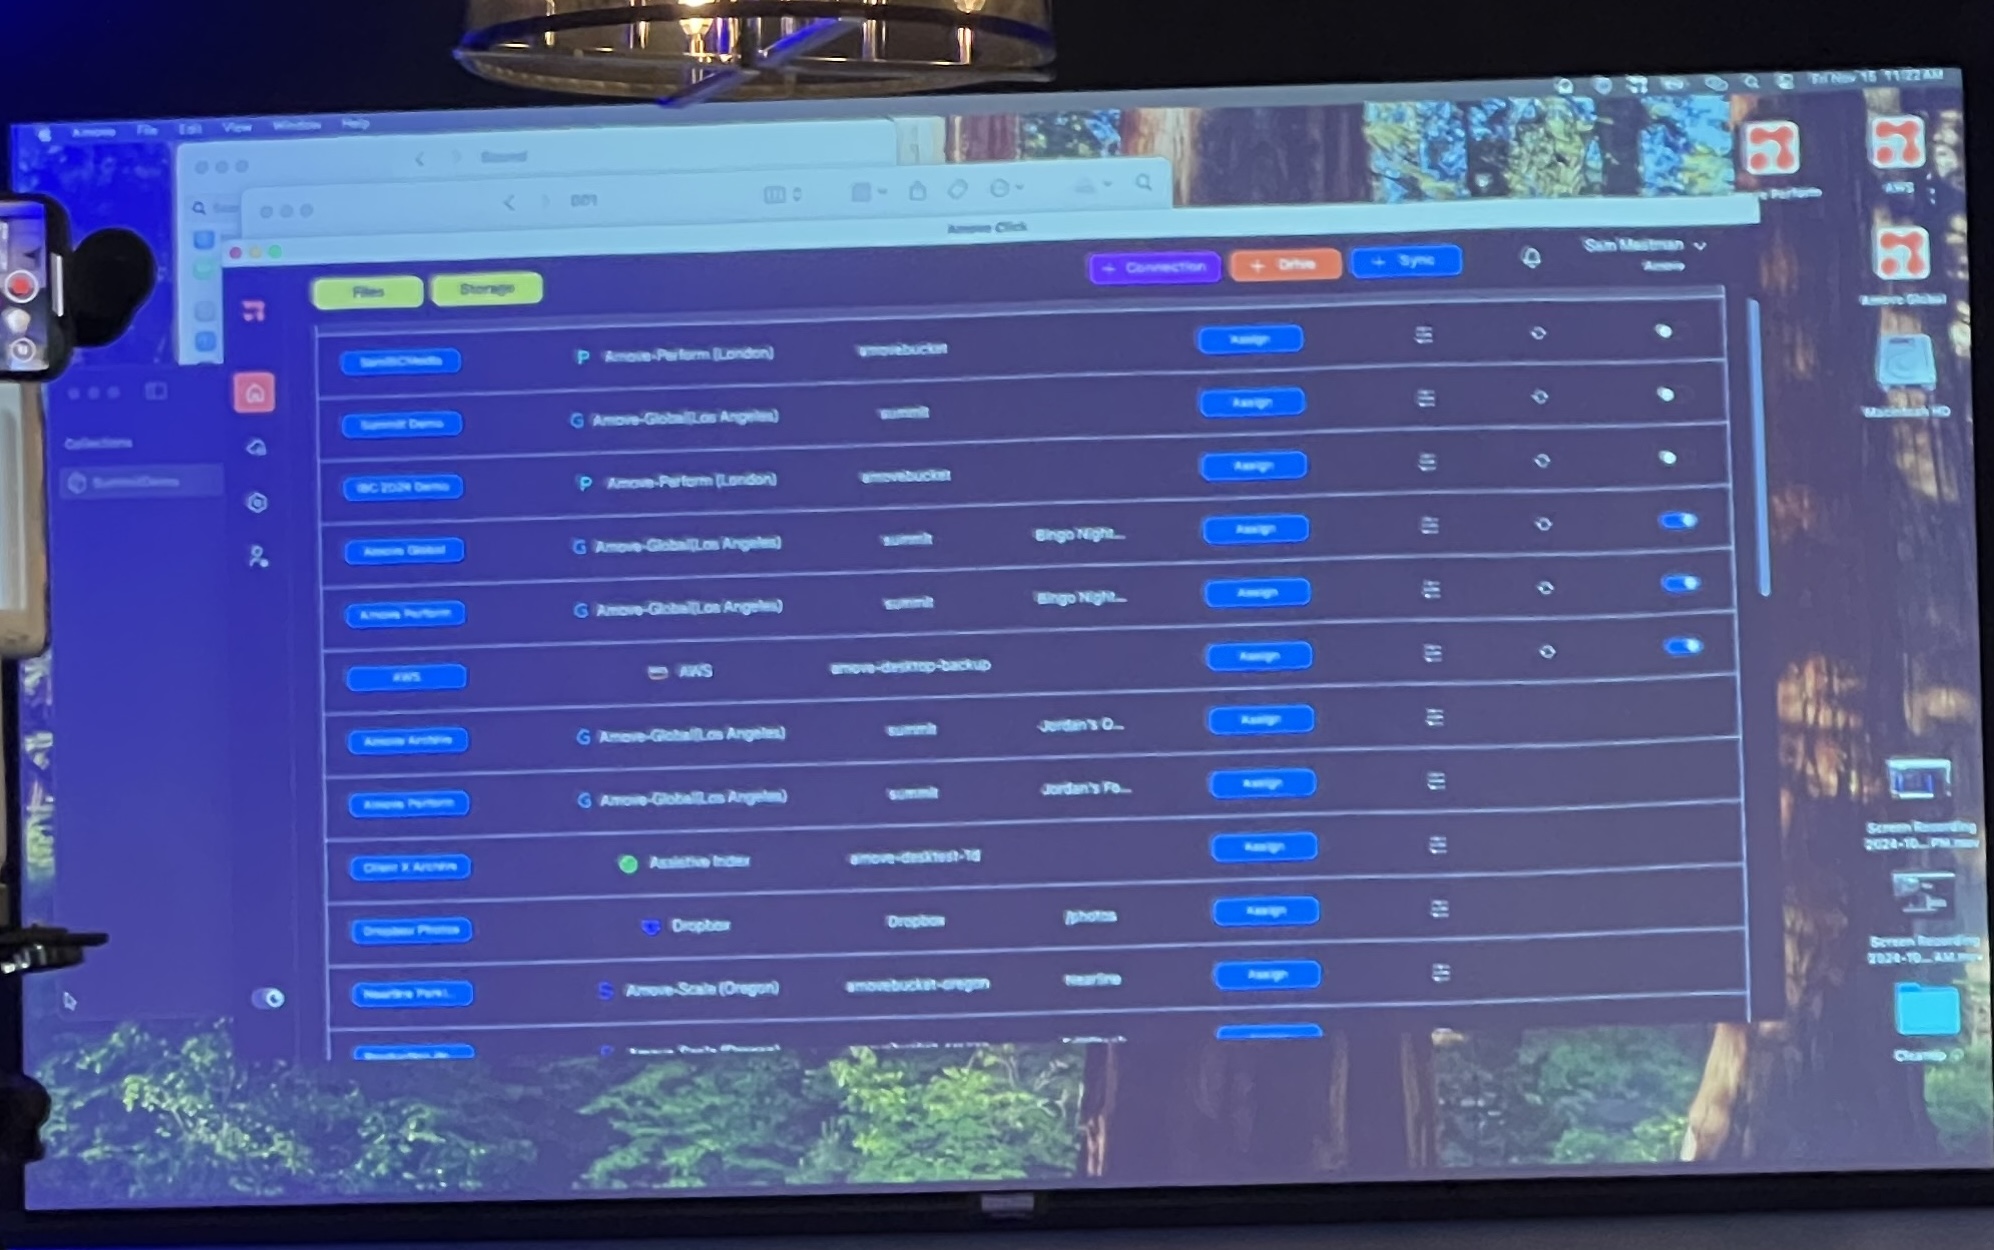 Amove File Edit View Window Help
Fri Nov 15 11:22 AM
Sound
001
Amove Click
Files Storage
+ Connection + Drive + Sync
Sam Mestman
Amove
Collections
SummitDemo
Amove-Perform (London) amovebucket Assign
Summit Demo G Amove-Global(Los Angeles) summit Assign
IBC 2024 Demo Amove-Perform (London) amovebucket Assign
Amove Global G Amove-Global(Los Angeles) summit Bingo Night... Assign
Amove Perform G Amove-Global(Los Angeles) summit Bingo Night... Assign
AWS AWS amove-desktop-backup Assign
Amove Archive G Amove-Global(Los Angeles) summit Jordan's D... Assign
Amove Perform G Amove-Global(Los Angeles) summit Jordan's Fo... Assign
Client X Archive Assistive Index amove-desktest-1d Assign
Dropbox Photos Dropbox Dropbox /photos Assign
Nearline Amove-Scale (Oregon) amovebucket-oregon Nearline Assign
Perform
AWS
Amove Global
Macintosh HD
Screen Recording
2024-10... PM.mov
Screen Recording
2024-10... AM.mov
Cleanup